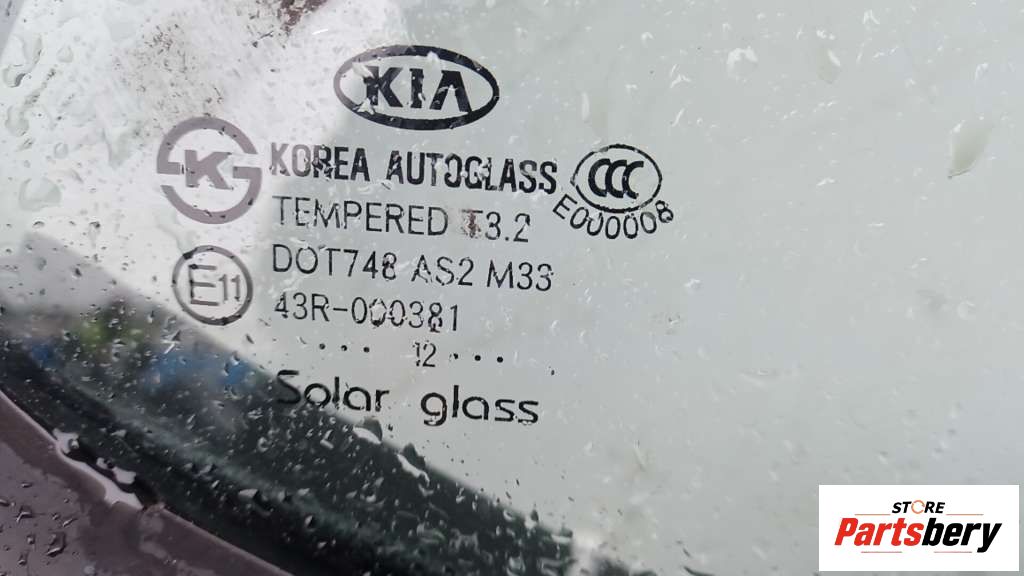 KIA
K
KOREA AUTOGLASS
CCC
E000008
TEMPERED T3.2
E11
DOT748 AS2 M33
43R-000381
.... 12 ...
Solar glass
STORE
Partsbery